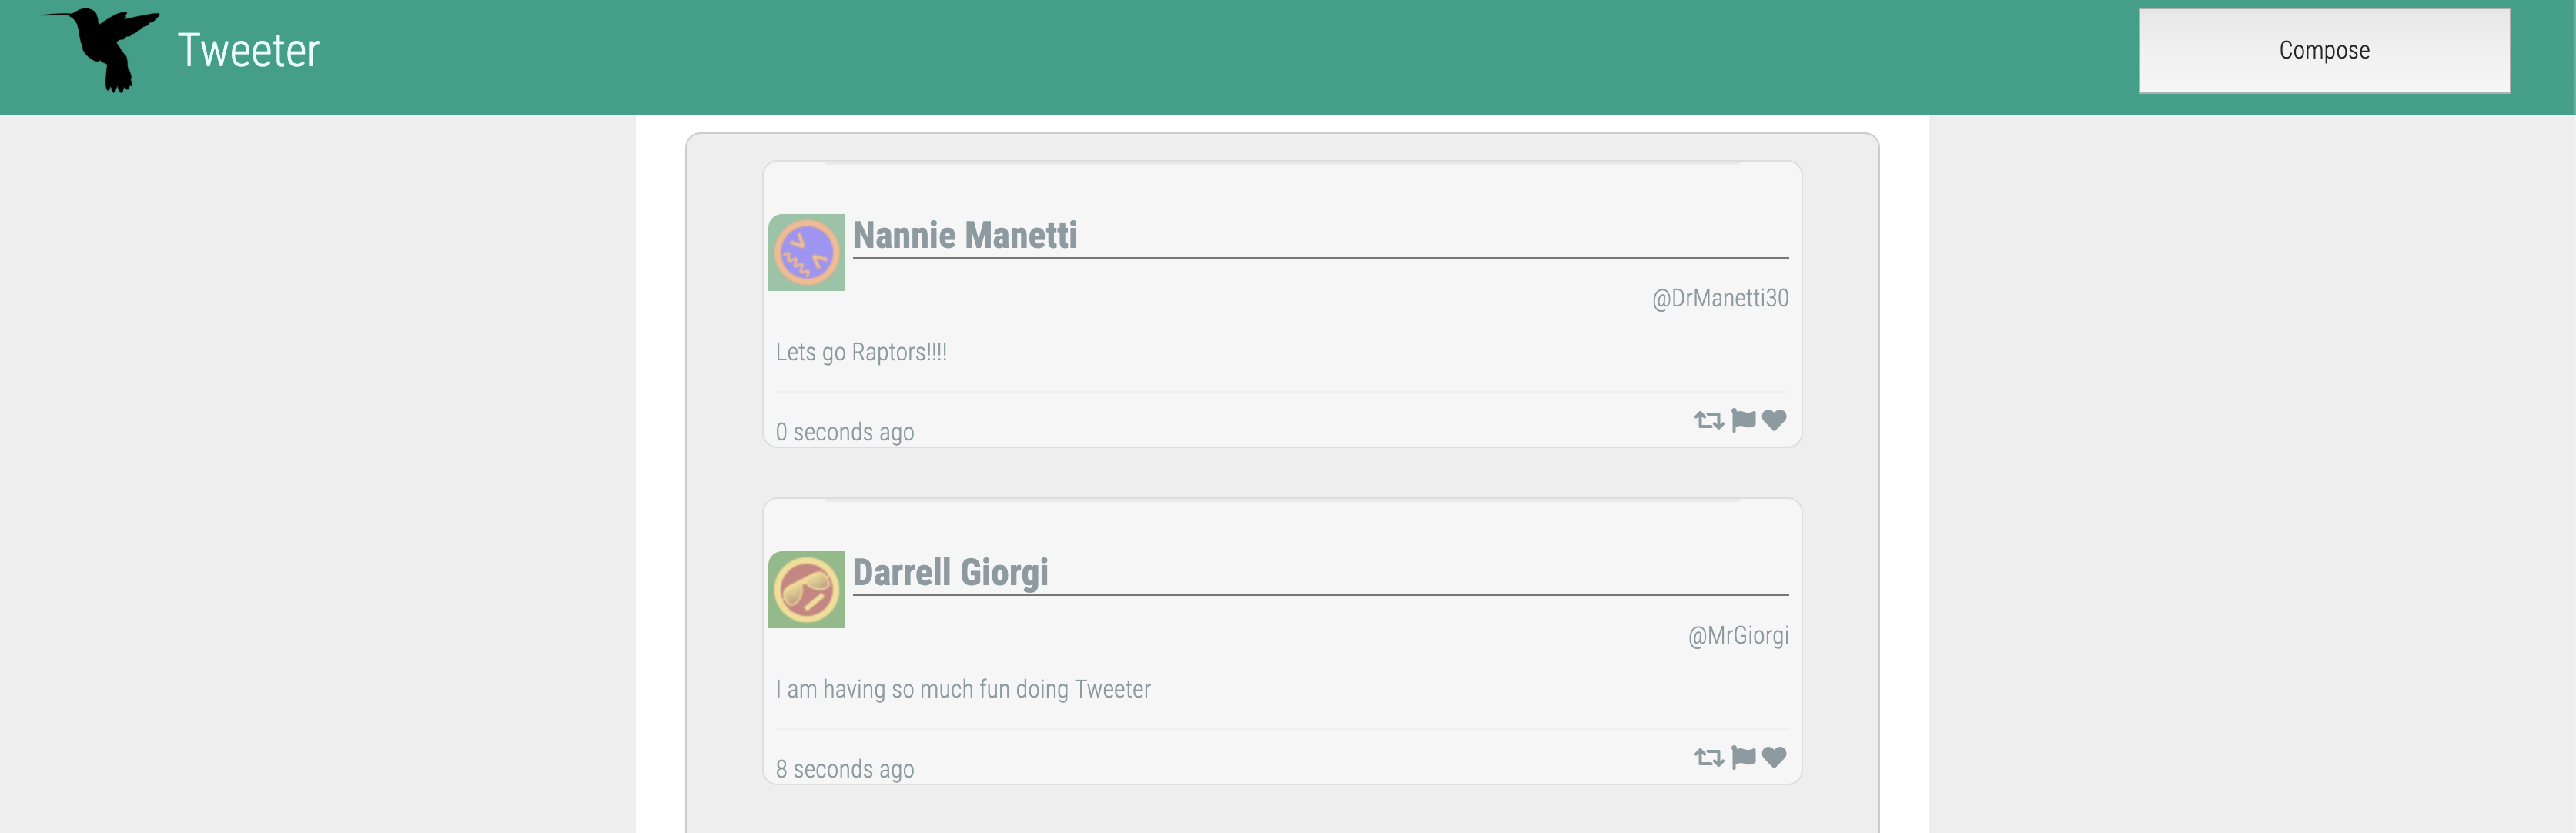 Tweeter
Compose
Nannie Manetti
@DrManetti30
Lets go Raptors!!!!
0 seconds ago
Darrell Giorgi
@MrGiorgi
I am having so much fun doing Tweeter
8 seconds ago